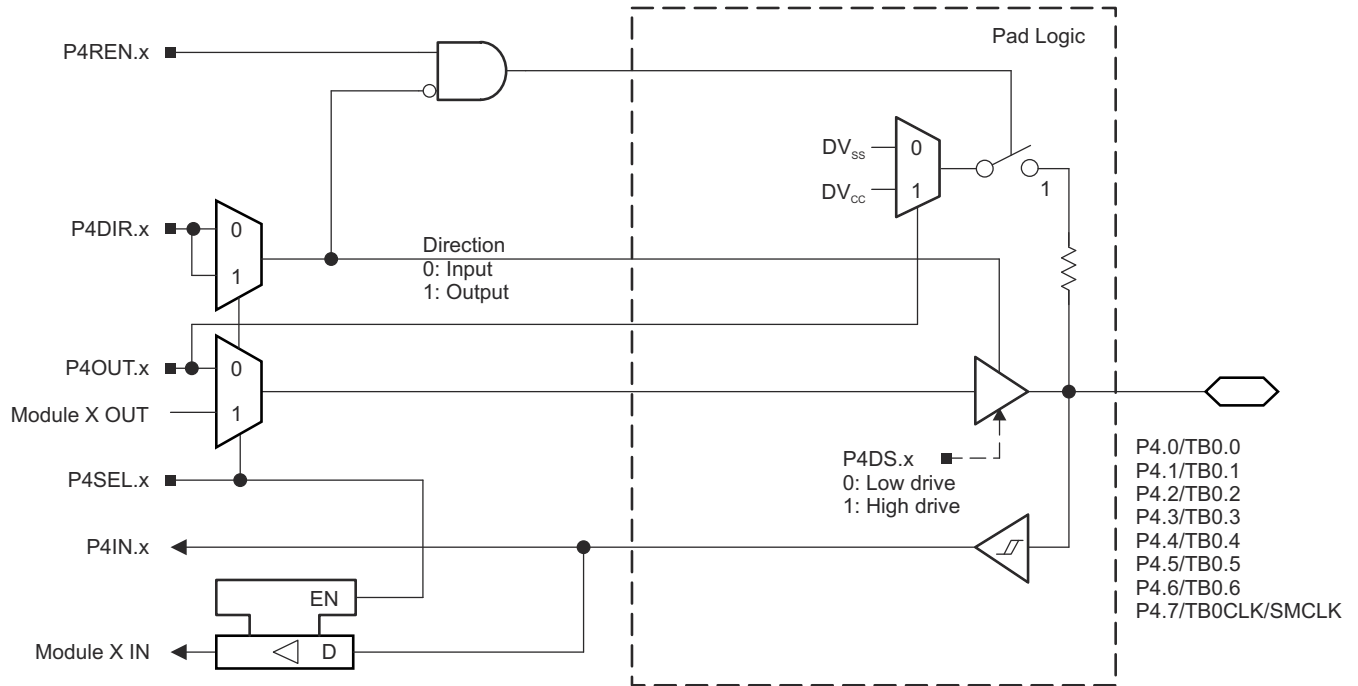 Pad Logic
P4REN.x
DVSS
0
DVCC
1
1
P4DIR.x
0
1
Direction
0: Input
1: Output
P4OUT.x
0
Module X OUT
1
P4SEL.x
P4DS.x
0: Low drive
1: High drive
P4.0/TB0.0
P4.1/TB0.1
P4.2/TB0.2
P4.3/TB0.3
P4.4/TB0.4
P4.5/TB0.5
P4.6/TB0.6
P4.7/TB0CLK/SMCLK
P4IN.x
EN
Module X IN
D